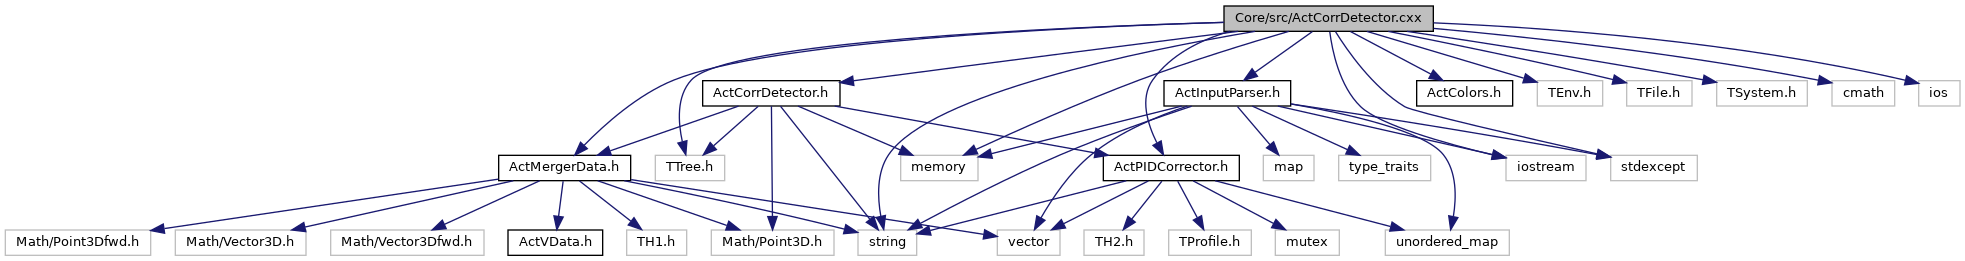 Core/src/ActCorrDetector.cxx
ActCorrDetector.h
ActInputParser.h
ActColors.h
TEnv.h
TFile.h
TSystem.h
cmath
ios
ActMergerData.h
TTree.h
memory
ActPIDCorrector.h
map
type_traits
iostream
stdexcept
Math/Point3Dfwd.h
Math/Vector3D.h
Math/Vector3Dfwd.h
ActVData.h
TH1.h
Math/Point3D.h
string
vector
TH2.h
TProfile.h
mutex
unordered_map